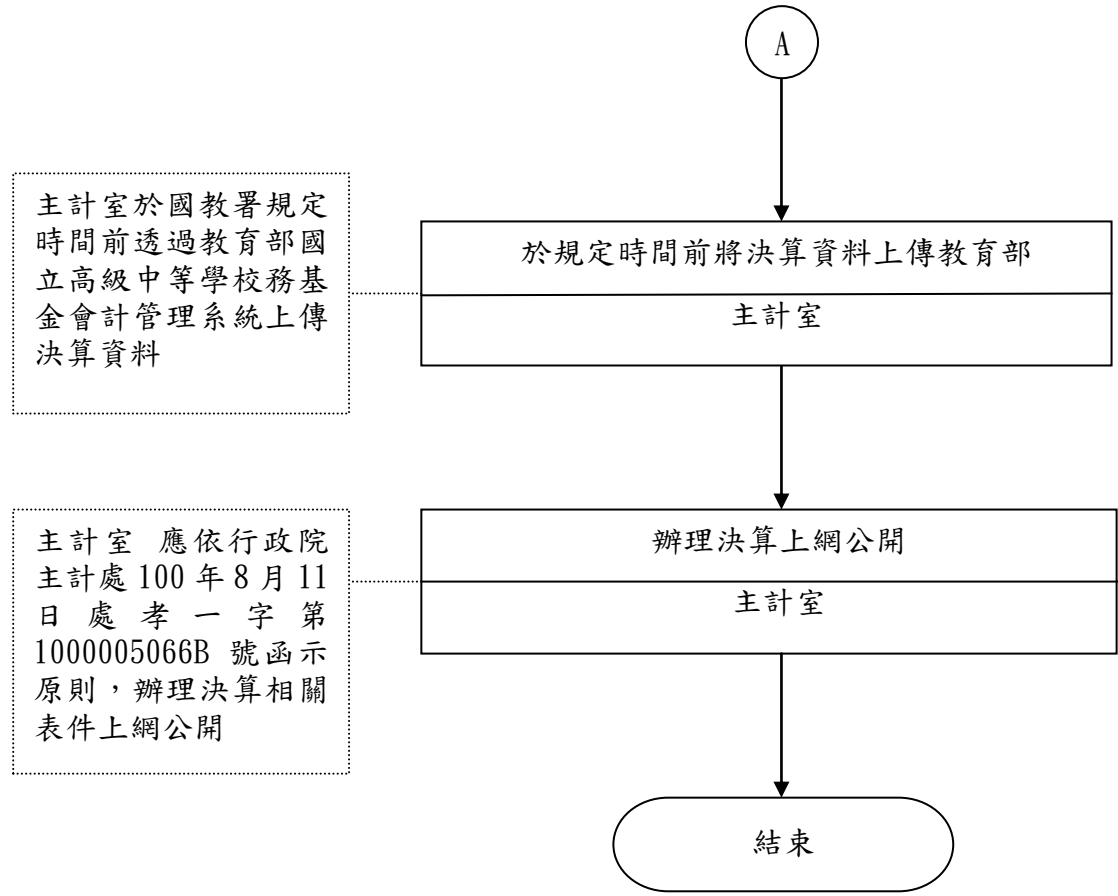 A
主計室於國教署規定
時間前透過教育部國
立高級中等學校務基
金會計管理系統上傳
決算資料
於規定時間前將決算資料上傳教育部
主計室
主計室 應依行政院
主計處 100 年 8 月 11
日處孝一字第
1000005066B 號函示
原則，辦理決算相關
表件上網公開
辦理決算上網公開
主計室
結束